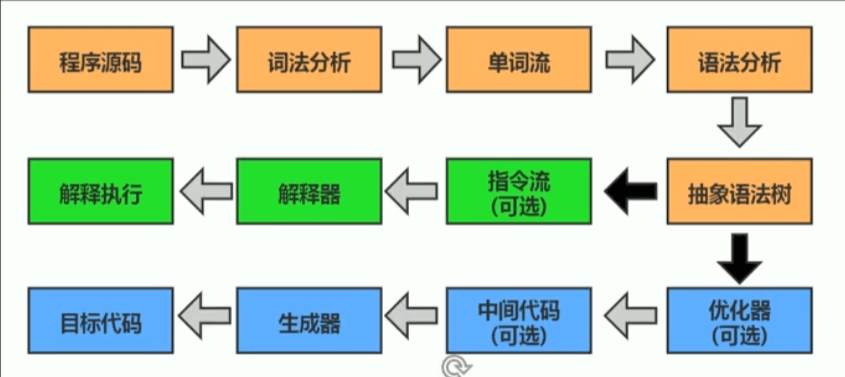 程序源码
词法分析
单词流
语法分析
解释执行
解释器
指令流
(可选)
抽象语法树
目标代码
生成器
中间代码
(可选)
优化器
(可选)